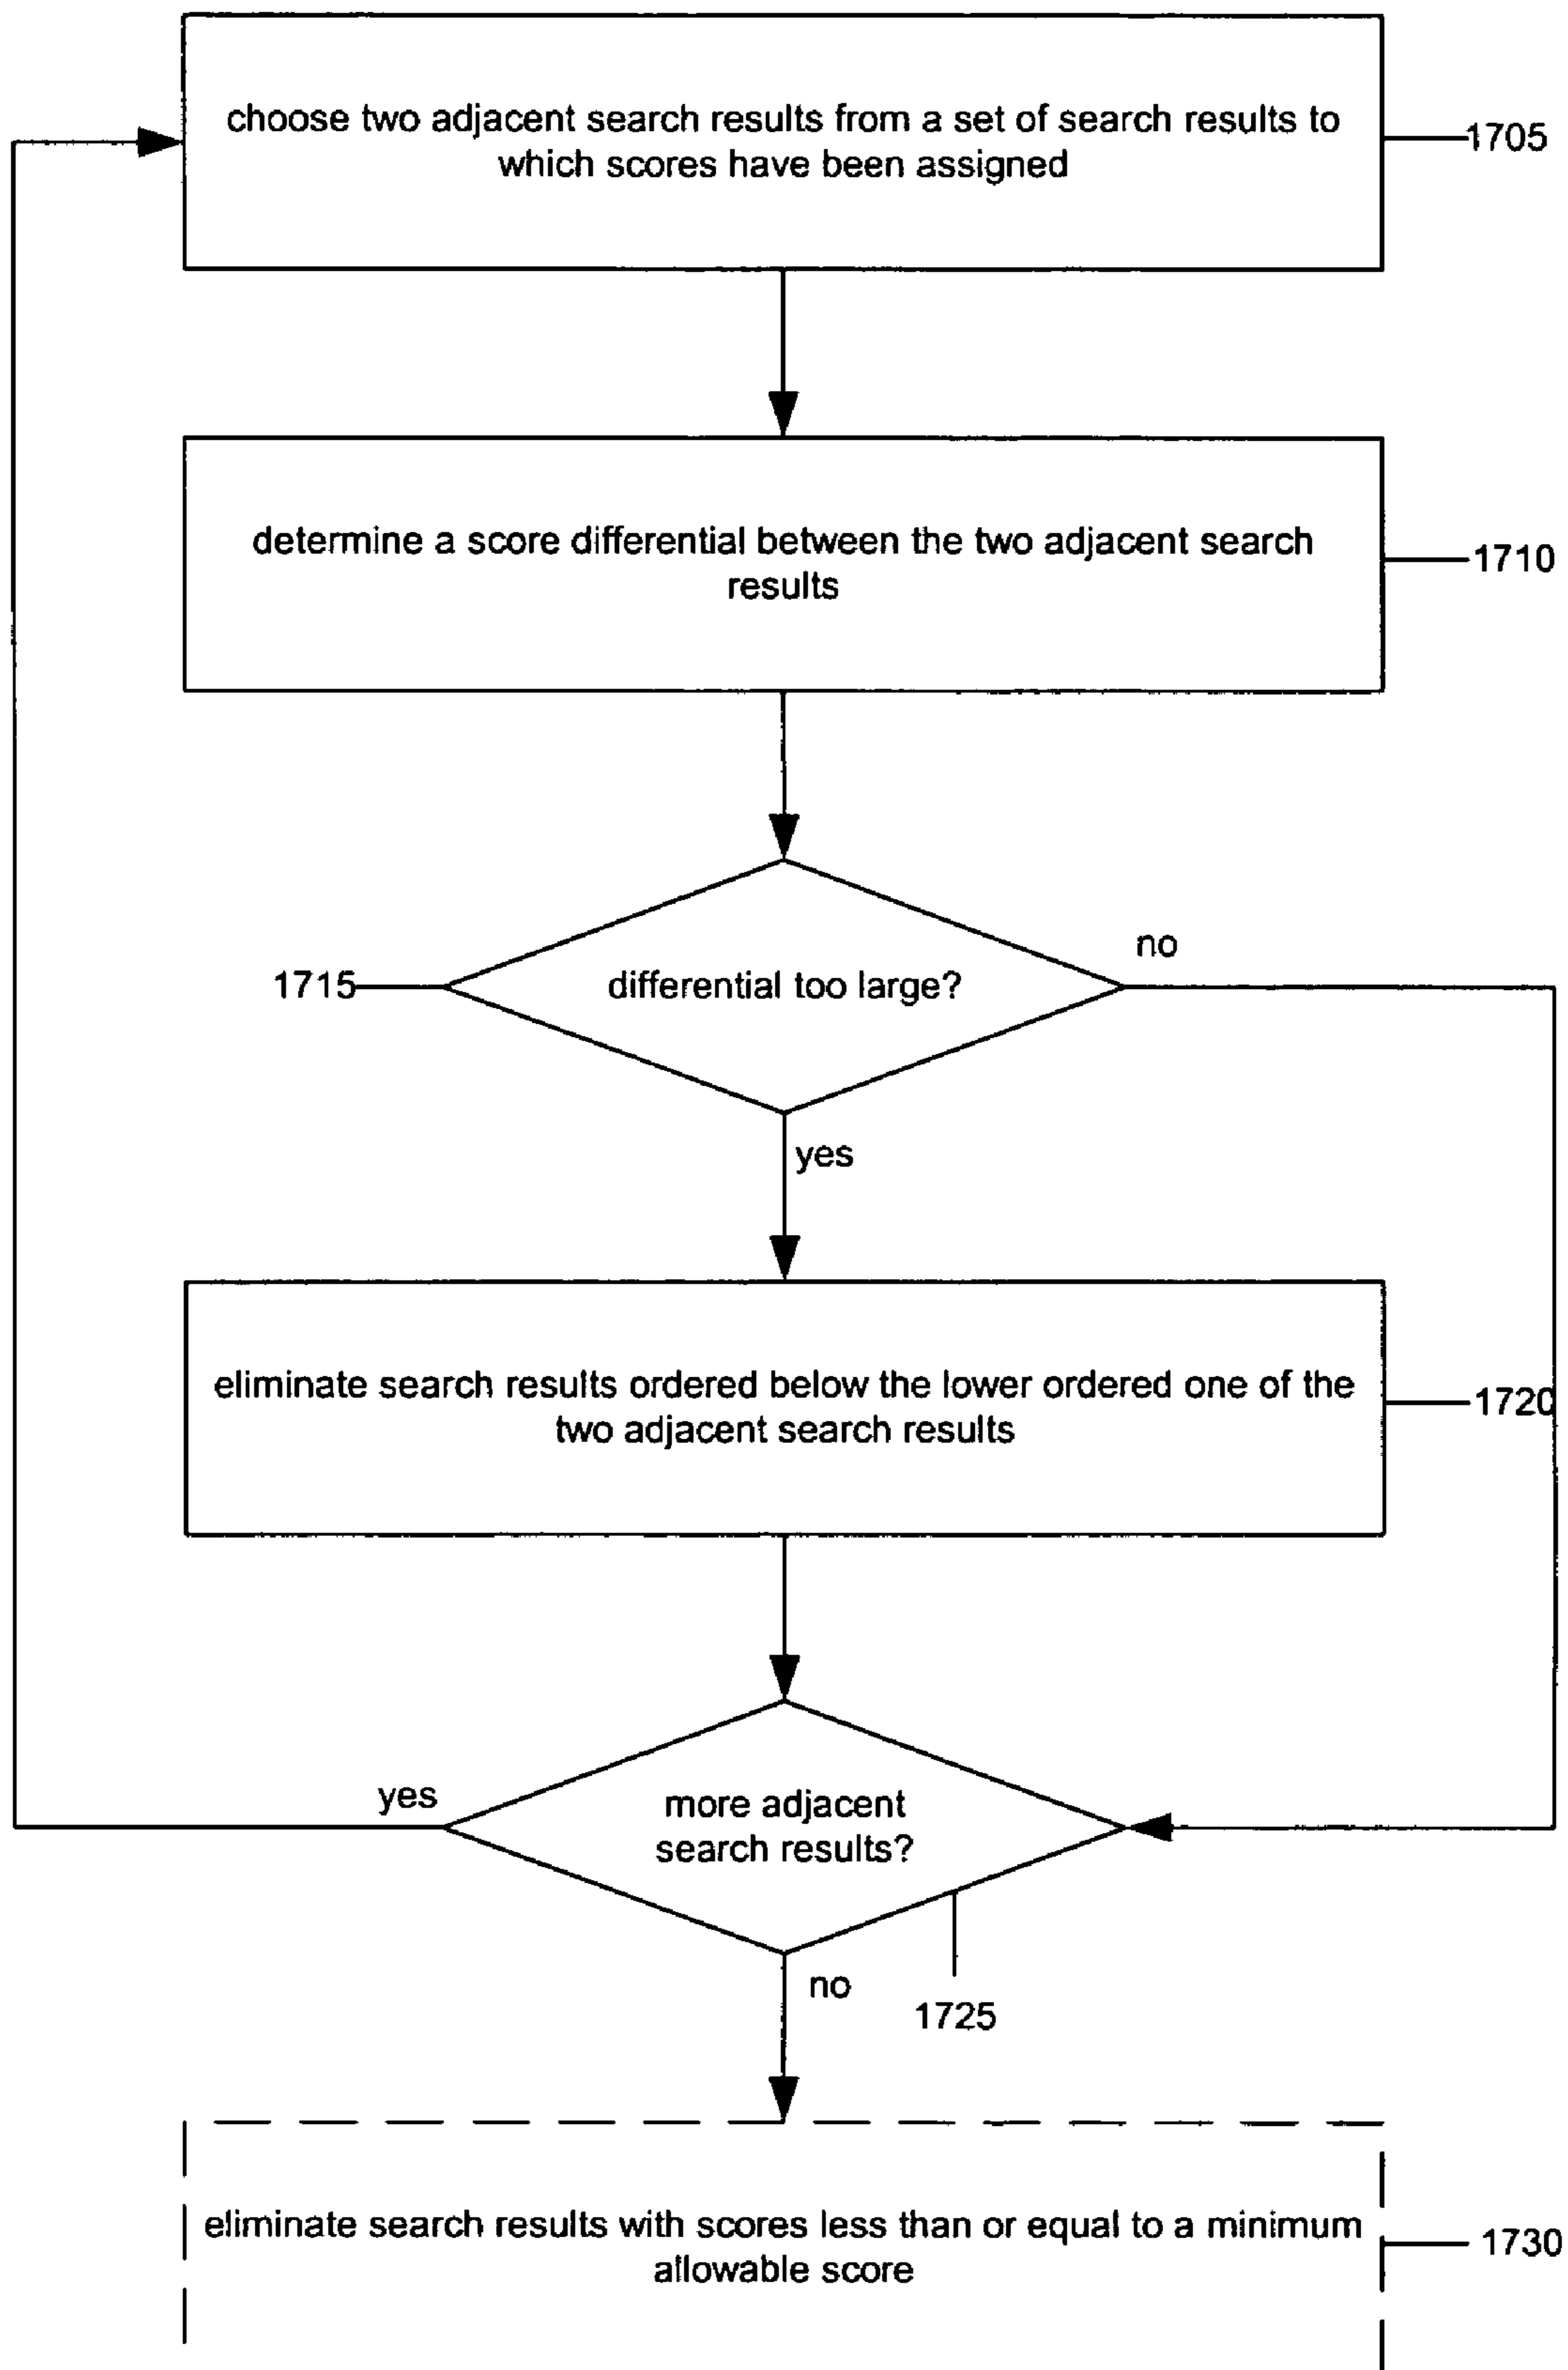 choose two adjacent search results from a set of search results to
which scores have been assigned
1705
determine a score differential between the two adjacent search
results
1710
no
1715
differential too large?
yes
eliminate search results ordered below the lower ordered one of the
two adjacent search results
1720
yes
more adjacent
search results?
no
1725
eliminate search results with scores less than or equal to a minimum
allowable score
1730